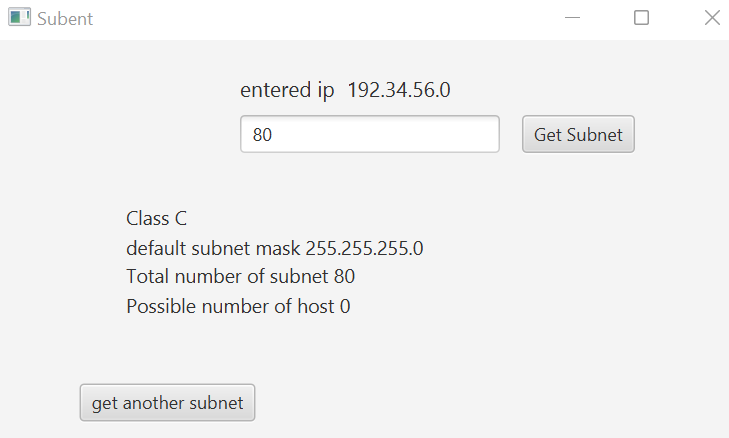 Subent
entered ip 192.34.56.0
80 Get Subnet
Class C
default subnet mask 255.255.255.0
Total number of subnet 80
Possible number of host 0
get another subnet